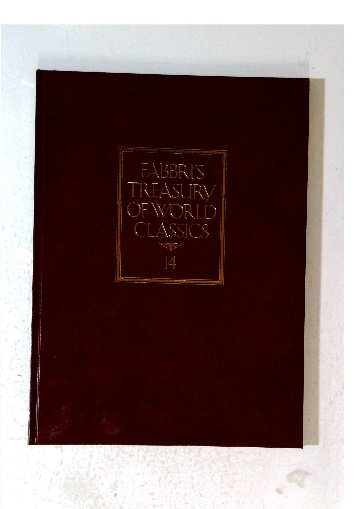 FABBRI'S
TREASURY
OF WORLD
CLASSICS
14